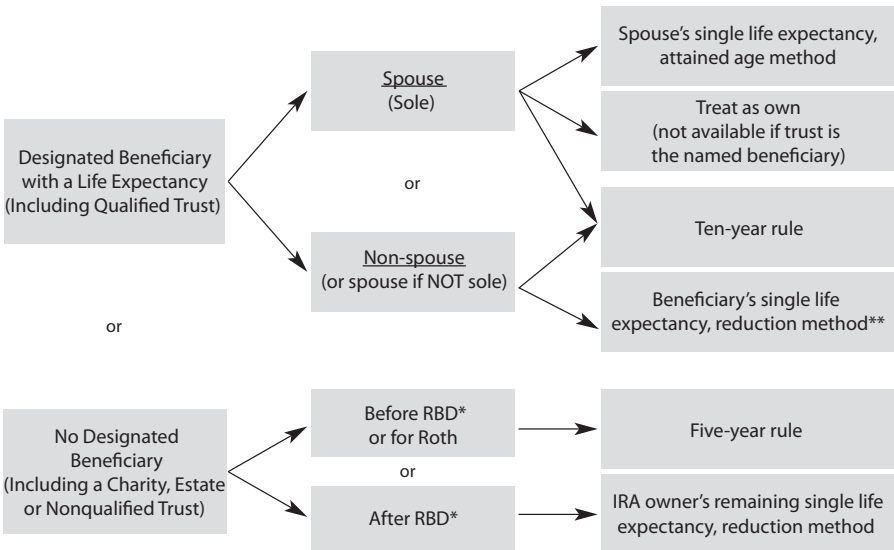 Designated Beneficiary
with a Life Expectancy
(Including Qualified Trust)
or
No Designated
Beneficiary
(Including a Charity, Estate
or Nonqualified Trust)
Spouse
(Sole)
or
Non-spouse
(or spouse if NOT sole)
Before RBD*
or for Roth
or
After RBD*
Spouse's single life expectancy,
attained age method
Treat as own
(not available if trust is
the named beneficiary)
Ten-year rule
Beneficiary's single life
expectancy, reduction method**
Five-year rule
IRA owner's remaining single life
expectancy, reduction method